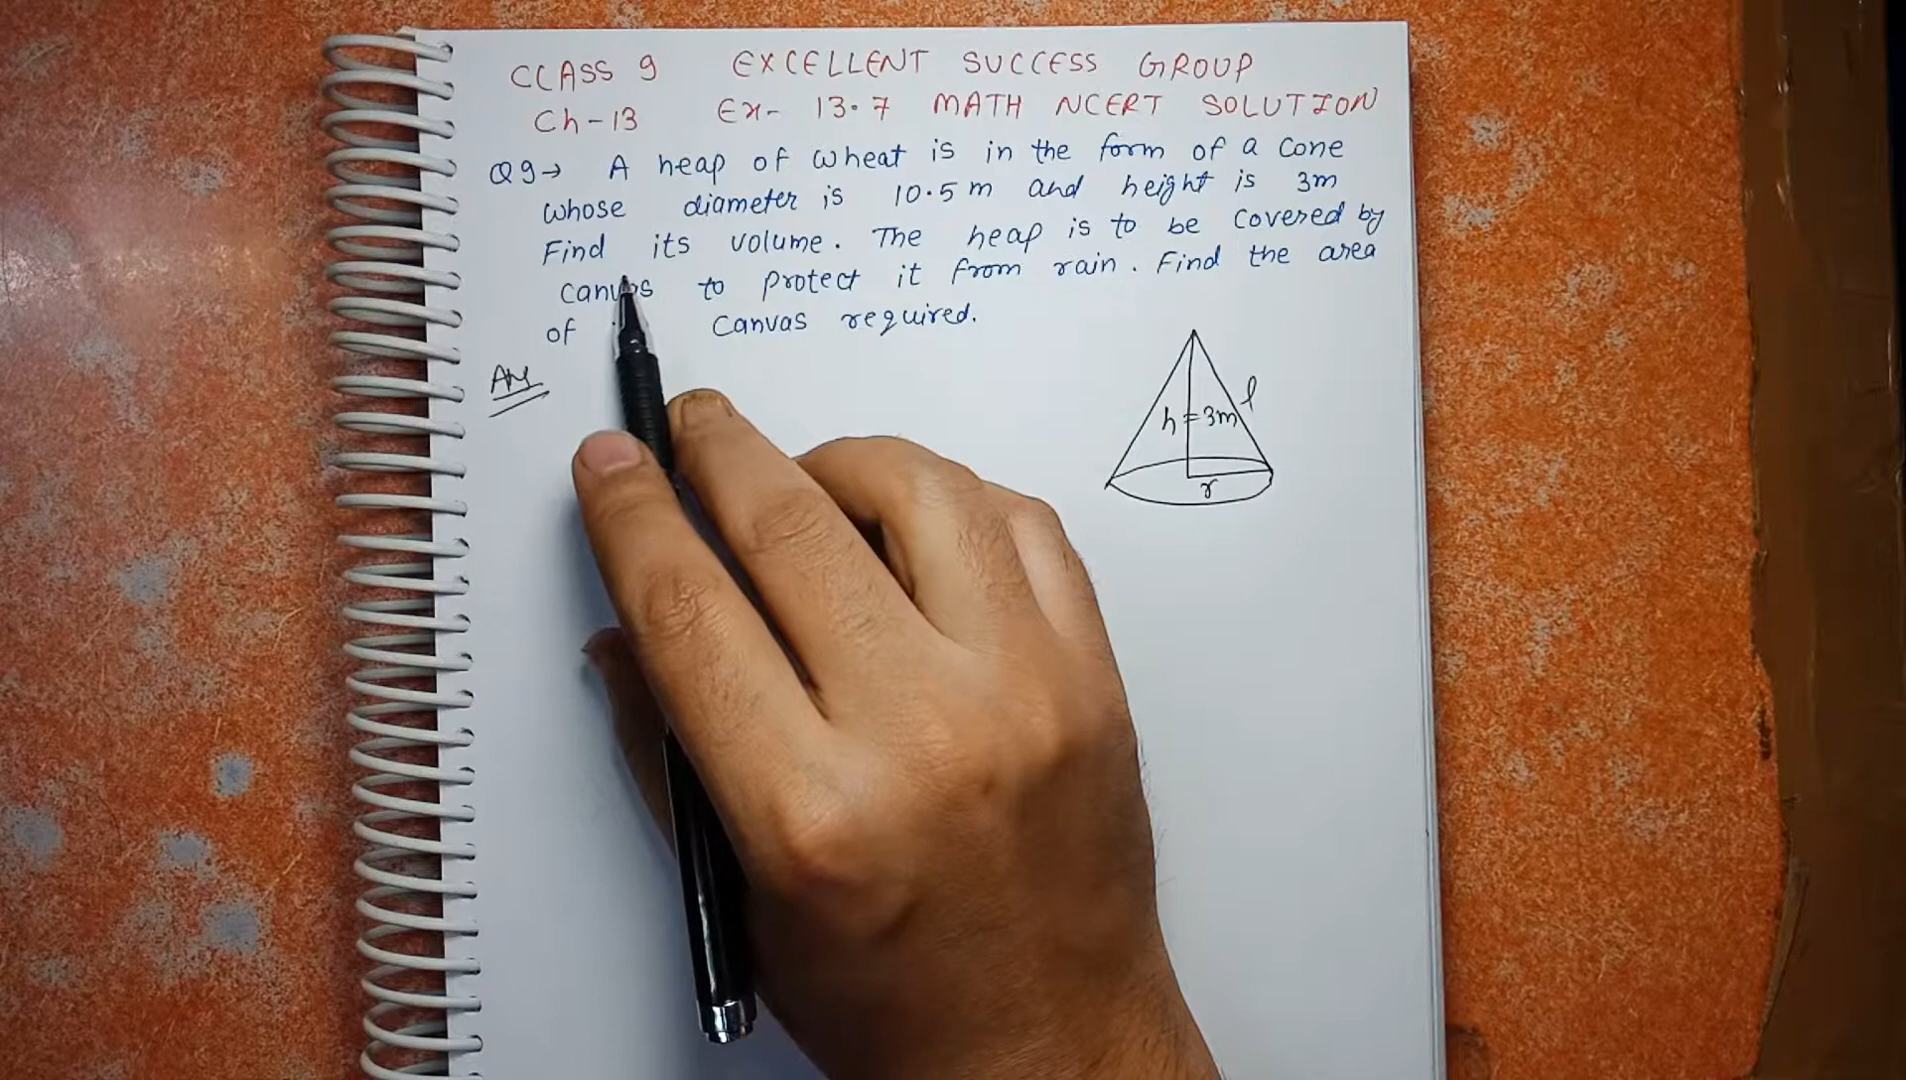 CLASS 9 EXCELLENT SUCCESS GROUP
Ch-13 Ex- 13.7 MATH NCERT SOLUTION
Q9→ A heap of wheat is in the form of a cone
whose diameter is 10.5 m and height is 3m
Find its volume. The heap is to be covered by
canvas to protect it from rain. Find the area
of canvas required.
Ans
l
h = 3m
r